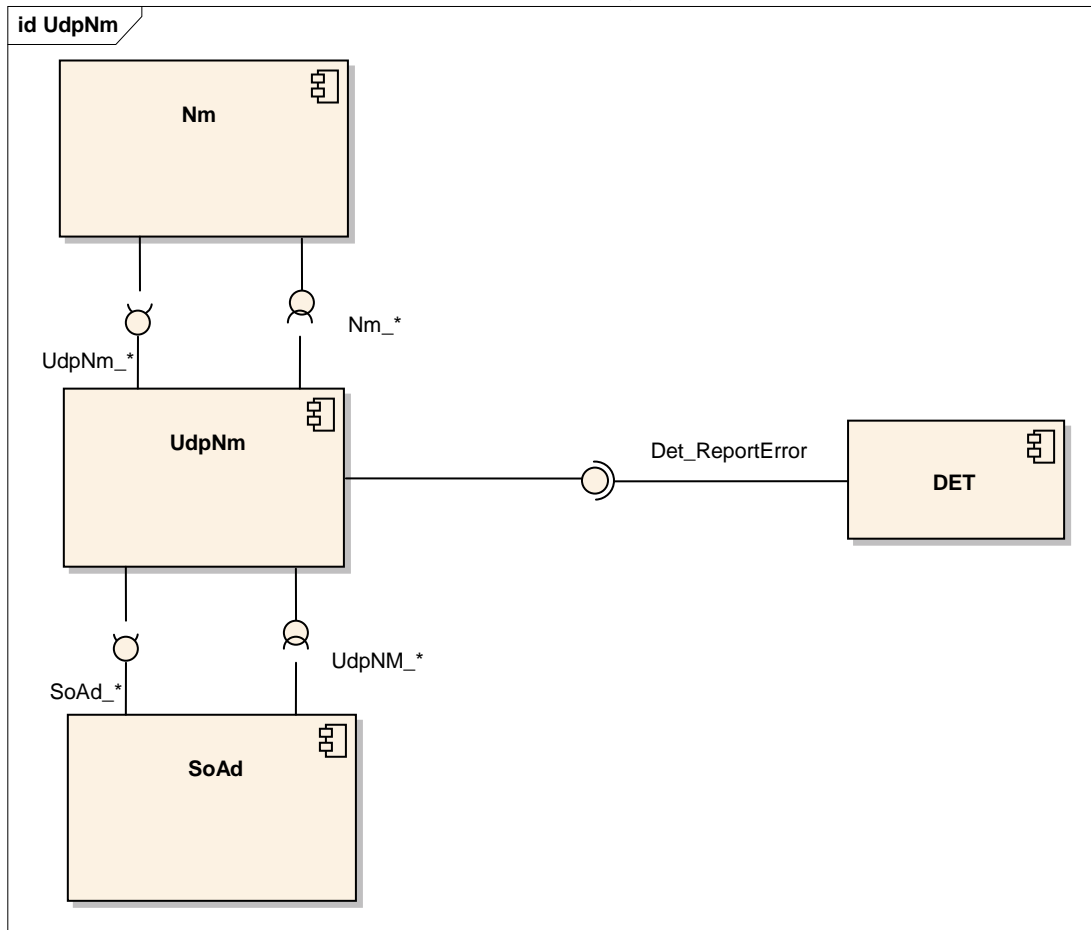 id UdpNm
Nm
Nm_*
UdpNm_*
UdpNm
Det_ReportError
DET
UdpNM_*
SoAd_*
SoAd